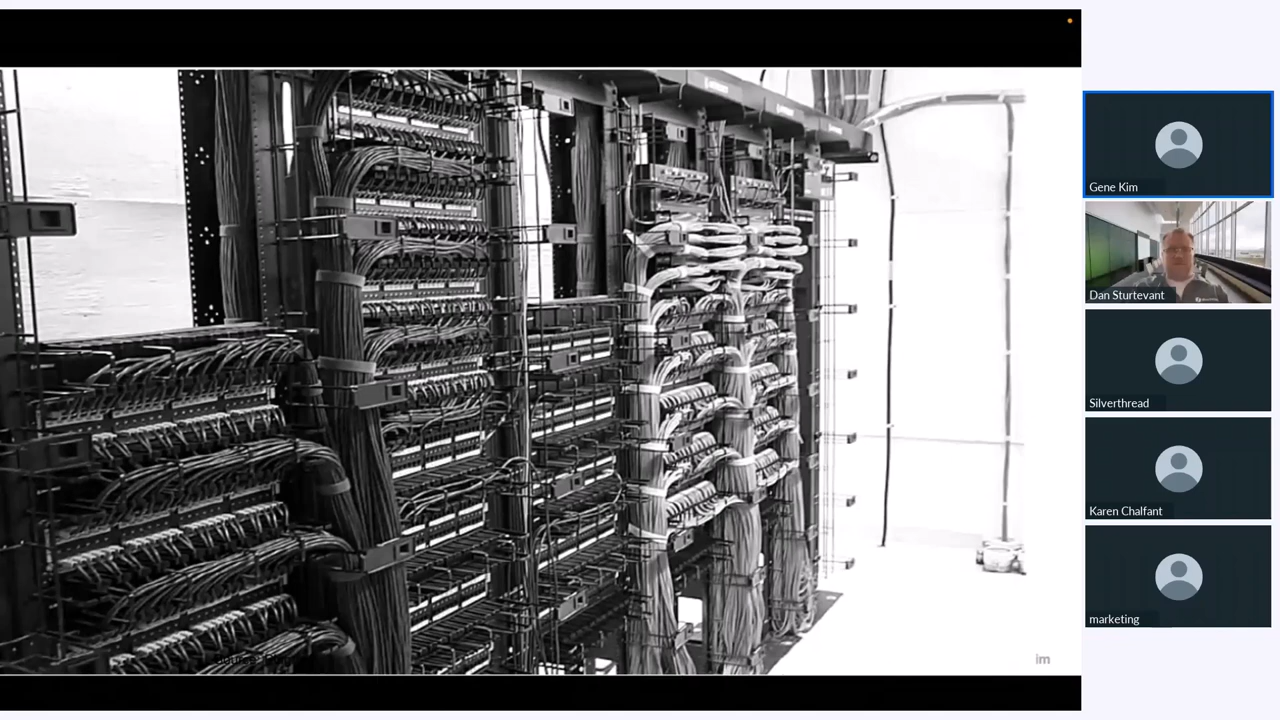 Gene Kim
Dan Sturtevant
Silverthread
Karen Chalfant
marketing
im